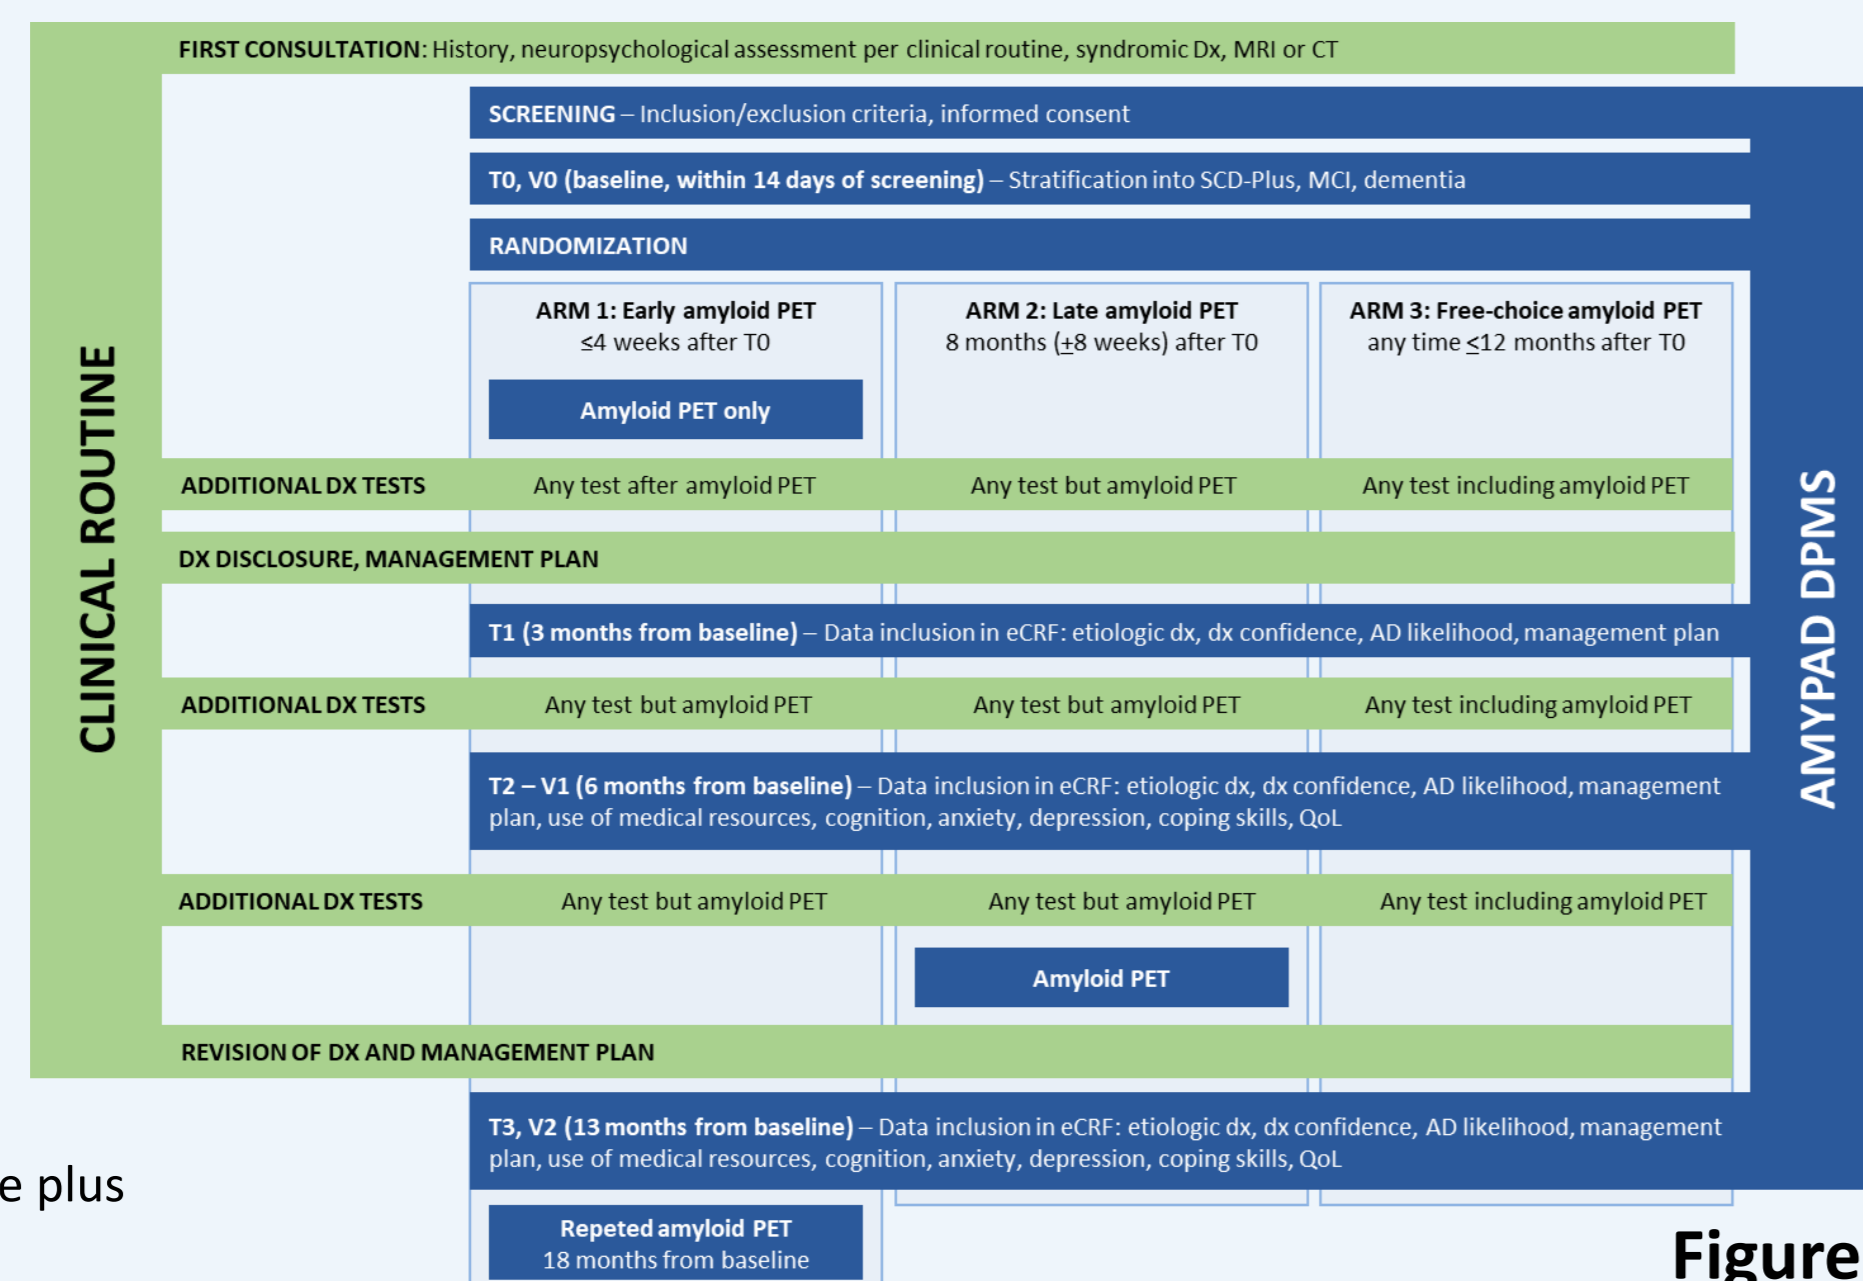 CLINICAL ROUTINE
FIRST CONSULTATION: History, neuropsychological assessment per clinical routine, syndromic Dx, MRI or CT
SCREENING – Inclusion/exclusion criteria, informed consent
T0, V0 (baseline, within 14 days of screening) – Stratification into SCD-Plus, MCI, dementia
RANDOMIZATION
ARM 1: Early amyloid PET
≤4 weeks after T0
Amyloid PET only
ARM 2: Late amyloid PET
8 months (±8 weeks) after T0
ARM 3: Free-choice amyloid PET
any time ≤12 months after T0
ADDITIONAL DX TESTS Any test after amyloid PET Any test but amyloid PET Any test including amyloid PET
DX DISCLOSURE, MANAGEMENT PLAN
T1 (3 months from baseline) – Data inclusion in eCRF: etiologic dx, dx confidence, AD likelihood, management plan
ADDITIONAL DX TESTS Any test but amyloid PET Any test but amyloid PET Any test including amyloid PET
T2 – V1 (6 months from baseline) – Data inclusion in eCRF: etiologic dx, dx confidence, AD likelihood, management
plan, use of medical resources, cognition, anxiety, depression, coping skills, QoL
ADDITIONAL DX TESTS Any test but amyloid PET Any test but amyloid PET Any test including amyloid PET
Amyloid PET
REVISION OF DX AND MANAGEMENT PLAN
T3, V2 (13 months from baseline) – Data inclusion in eCRF: etiologic dx, dx confidence, AD likelihood, management
plan, use of medical resources, cognition, anxiety, depression, coping skills, QoL
Repeted amyloid PET
18 months from baseline
AMYPAD DPMS
e plus
Figure